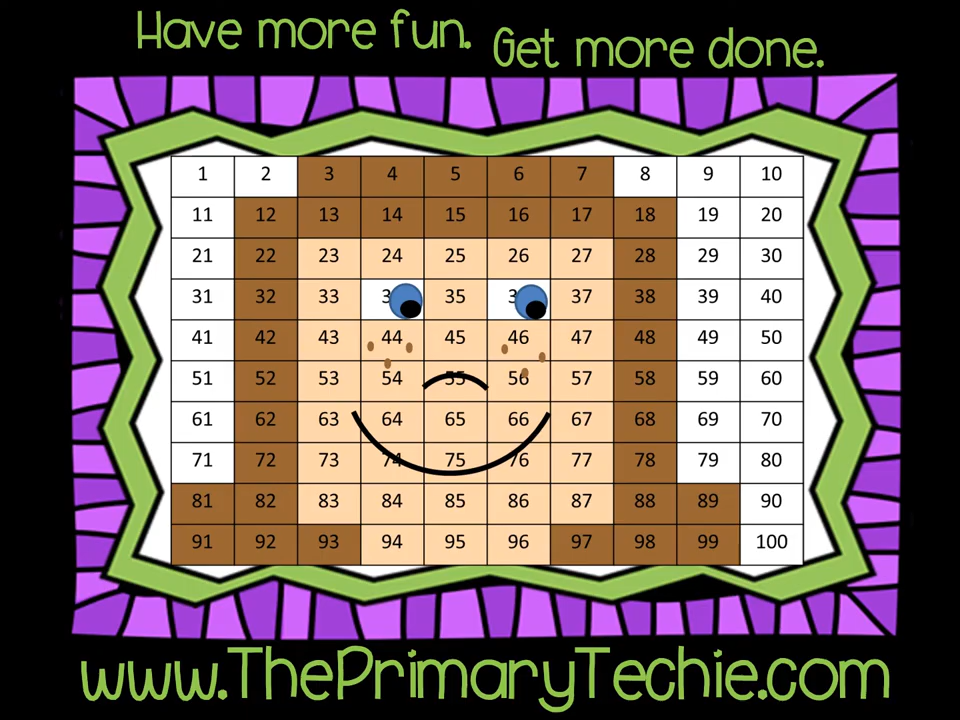 Have more fun. Get more done.
1 2 3 4 5 6 7 8 9 10
11 12 13 14 15 16 17 18 19 20
21 22 23 24 25 26 27 28 29 30
31 32 33 35 37 38 39 40
41 42 43 44 45 46 47 48 49 50
51 52 53 54 55 56 57 58 59 60
61 62 63 64 65 66 67 68 69 70
71 72 73 74 75 76 77 78 79 80
81 82 83 84 85 86 87 88 89 90
91 92 93 94 95 96 97 98 99 100
www.ThePrimaryTechie.com